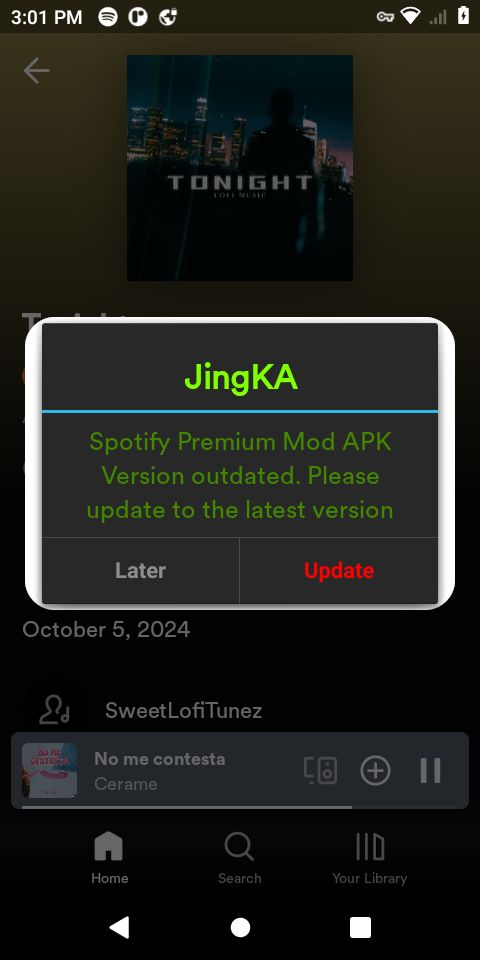 3:01 PM
TONIGHT
LOFI MUSIC
JingKA
Spotify Premium Mod APK
Version outdated. Please
update to the latest version
Later
Update
October 5, 2024
SweetLofiTunez
No me contesta
Cerame
Home
Search
Your Library